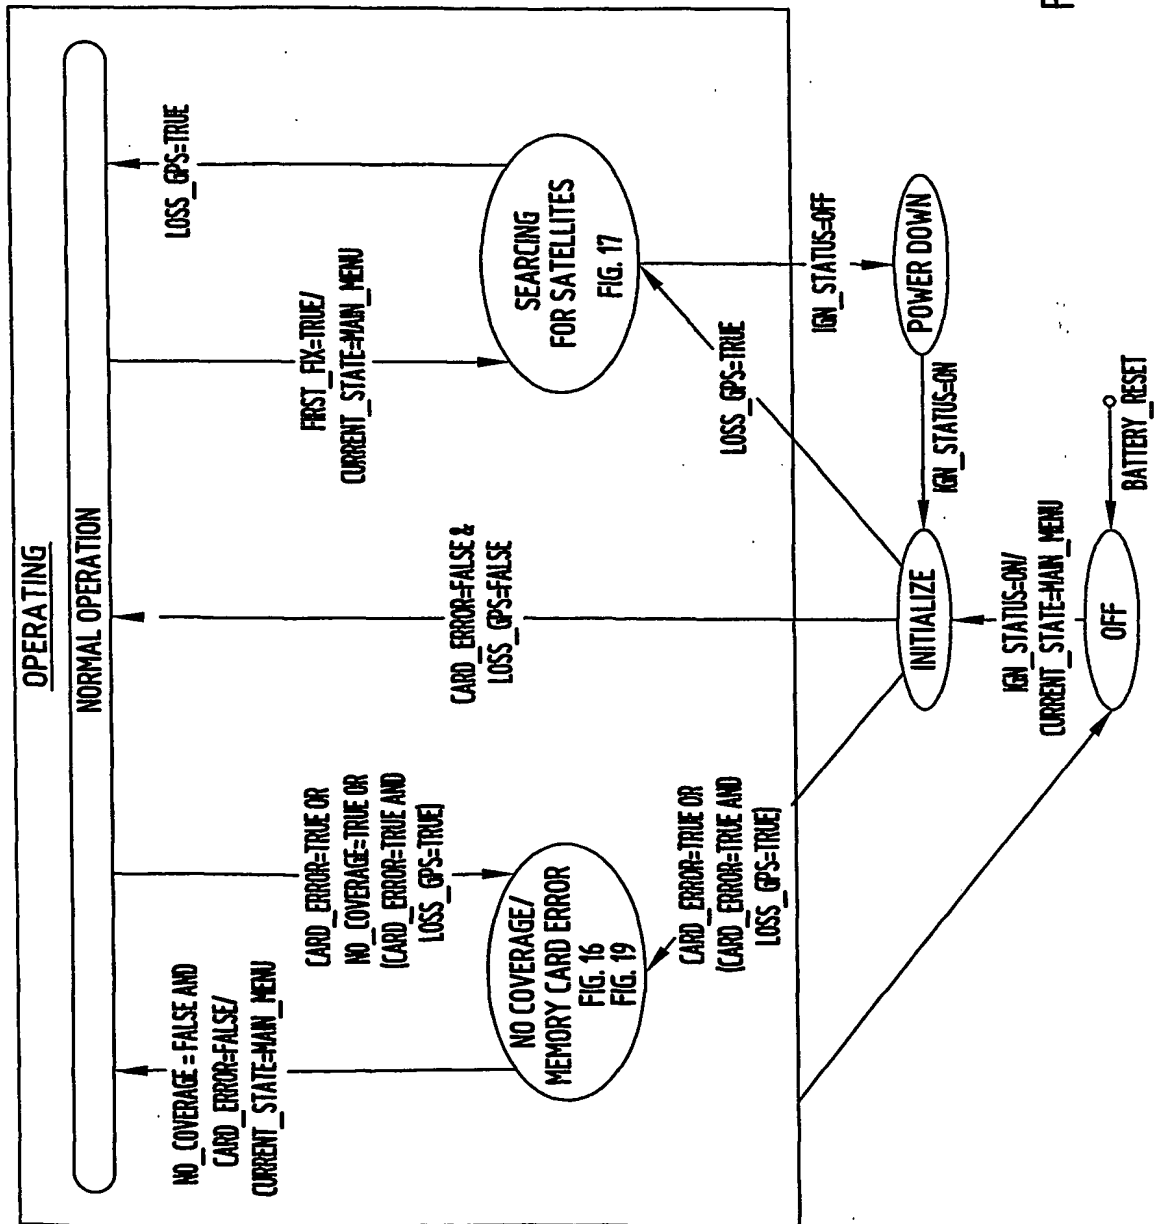 OPERATING
NORMAL OPERATION
NO_COVERAGE = FALSE AND
CARD_ERROR=FALSE/
CURRENT_STATE=MAIN_MENU
CARD_ERROR=TRUE OR
NO_COVERAGE=TRUE OR
(CARD_ERROR=TRUE AND
LOSS_GPS=TRUE)
CARD_ERROR=FALSE &
LOSS_GPS=FALSE
FIRST_FIX=TRUE/
CURRENT_STATE=MAIN_MENU
LOSS_GPS=TRUE
NO COVERAGE/
MEMORY CARD ERROR
FIG. 16
FIG. 19
SEARCING
FOR SATELLITES
FIG. 17
CARD_ERROR=TRUE OR
(CARD_ERROR=TRUE AND
LOSS_GPS=TRUE)
LOSS_GPS=TRUE
IGN_STATUS=OFF
INITIALIZE
IGN_STATUS=ON
POWER DOWN
IGN_STATUS=ON/
CURRENT_STATE=MAIN_MENU
OFF
BATTERY_RESET